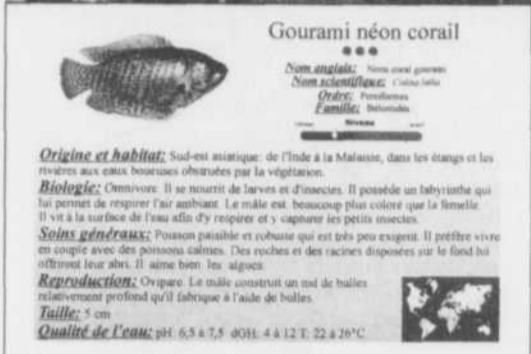 Gourami néon corail
Nom anglais: Neon coral gourami
Nom scientifique: Colisa lalia
Ordre: Perciformes
Famille: Bélontidés
Niveau
Origine et habitat: Sud-est asiatique: de l'Inde à la Malaisie, dans les étangs et les
rivières aux eaux boueuses obstruées par la végétation.
Biologie: Omnivore. Il se nourrit de larves et d'insectes. Il possède un labyrinthe qui
lui permet de respirer l'air ambiant. Le mâle est beaucoup plus coloré que la femelle.
Il vit à la surface de l'eau afin d'y respirer et y capturer les petits insectes.
Soins généraux: Poisson paisible et robuste qui est très peu exigent. Il préfère vivre
en couple avec des poissons calmes. Des roches et des racines disposées sur le fond lui
offriront leur abri. Il aime bien les algues.
Reproduction: Ovipare. Le mâle construit un nid de bulles
relativement profond qu'il fabrique à l'aide de bulles.
Taille: 5 cm
Qualité de l'eau: pH: 6,5 à 7,5 dGH: 4 à 12 T: 22 à 26°C